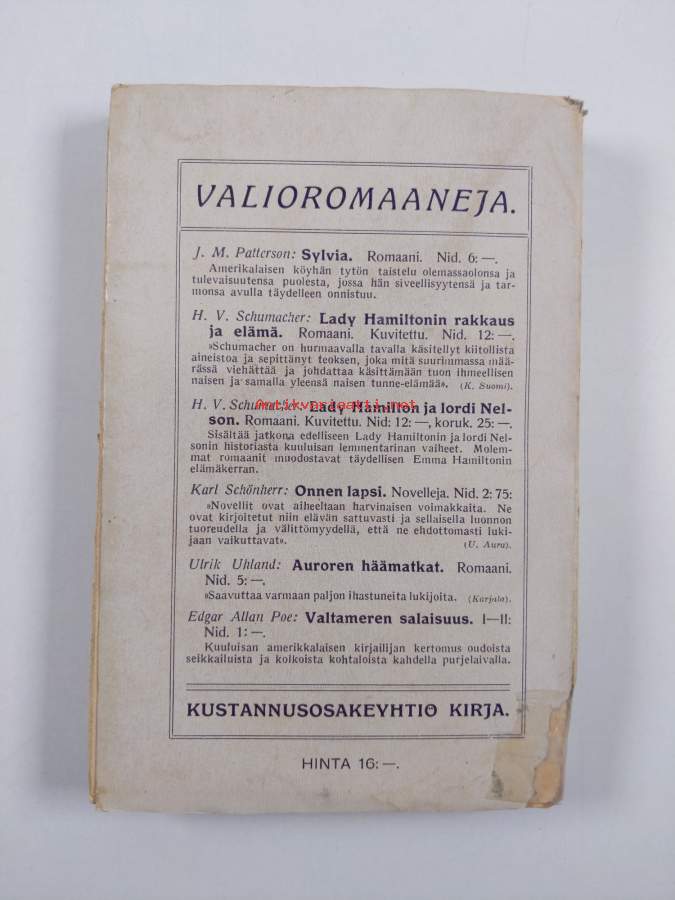 VALIOROMAANEJA.
J. M. Patterson: Sylvia. Romaani. Nid. 6: —.
Amerikalaisen köyhän tytön taistelu olemassaolonsa ja
tulevaisuutensa puolesta, jossa hän siveellisyytensä ja tar-
monsa avulla täydelleen onnistuu.
H. V. Schumacher: Lady Hamiltonin rakkaus
ja elämä. Romaani. Kuvitettu. Nid. 12: —.
»Schumacher on hurmaavalla tavalla käsitellyt kiitollista
aineistoa ja sepittänyt teoksen, joka mitä suurimmassa mää-
rässä viehättää ja johdattaa käsittämään tuon ihmeellisen
naisen ja samalla yleensä naisen tunne-elämää». (K. Suomi).
Antikvariaatti.net
H. V. Schumacher: Lady Hamilton ja lordi Nel-
son. Romaani. Kuvitettu. Nid: 12: —, koruk. 25: —.
Sisältää jatkona edelliseen Lady Hamiltonin ja lordi Nel-
sonin historiasta kuuluisan lemmentarinan vaiheet. Molem-
mat romaanit muodostavat täydellisen Emma Hamiltonin
elämäkerran.
Karl Schönherr: Onnen lapsi. Novelleja. Nid. 2: 75:
»Novellit ovat aiheeltaan harvinaisen voimakkaita. Ne
ovat kirjoitetut niin elävän sattuvasti ja sellaisella luonnon
tuoreudella ja välittömyydellä, että ne ehdottomasti luki-
jaan vaikuttavat». (U. Aura).
Ulrik Uhland: Auroren häämatkat. Romaani.
Nid. 5: —.
»Saavuttaa varmaan paljon ihastuneita lukijoita. (Karjala).
Edgar Allan Poe: Valtameren salaisuus. I—II:
Nid. 1: —.
Kuuluisan amerikkalaisen kirjailijan kertomus oudoista
seikkailuista ja kolkoista kohtaloista kahdella purjelaivalla.
KUSTANNUSOSAKEYHTIÖ KIRJA.
HINTA 16: —.